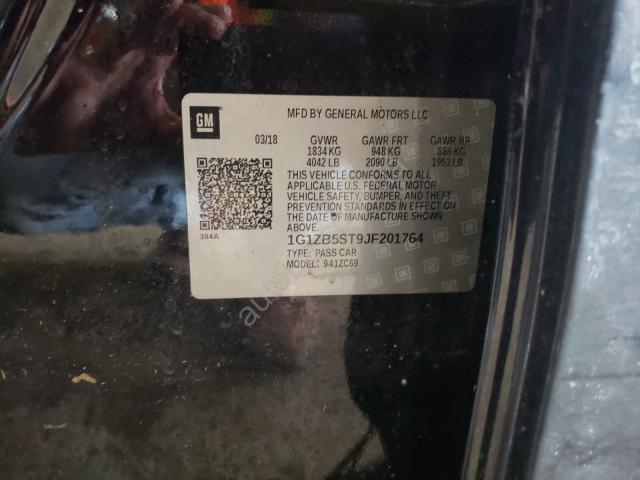 GM
MFD BY GENERAL MOTORS LLC
03/18 GVWR GAWR FRT GAWR RR
1834 KG 948 KG 886 KG
4042 LB 2090 LB 1953 LB
THIS VEHICLE CONFORMS TO ALL
APPLICABLE U.S. FEDERAL MOTOR
VEHICLE SAFETY, BUMPER, AND THEFT
PREVENTION STANDARDS IN EFFECT ON
THE DATE OF MANUFACTURE SHOWN
ABOVE.
384A
1G1ZB5ST9JF201764
TYPE: PASS CAR
MODEL: 941ZC69